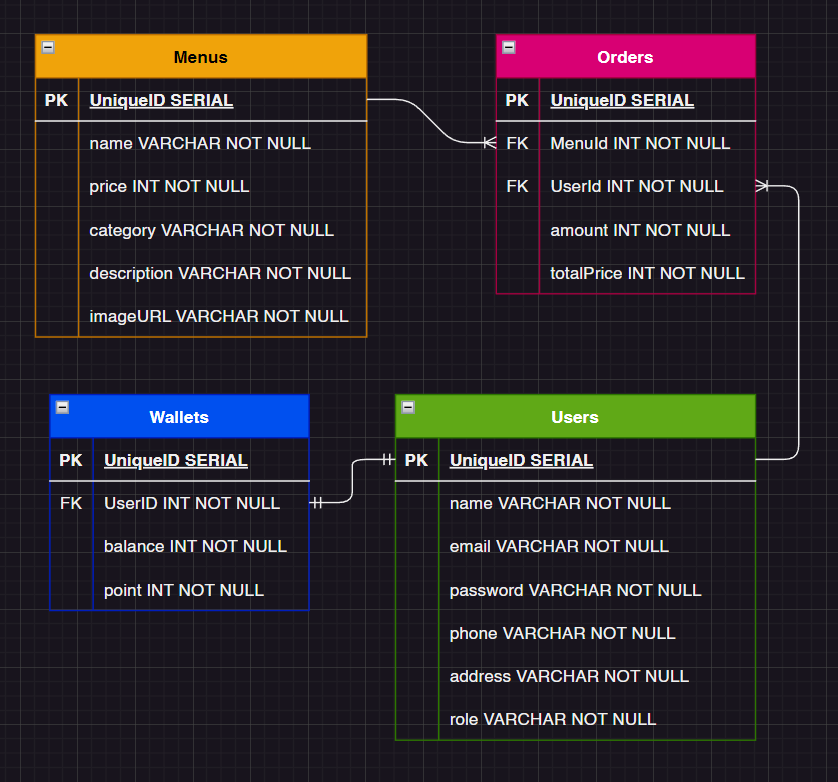 Menus
PK UniqueID SERIAL
name VARCHAR NOT NULL
price INT NOT NULL
category VARCHAR NOT NULL
description VARCHAR NOT NULL
imageURL VARCHAR NOT NULL
Orders
PK UniqueID SERIAL
FK MenuId INT NOT NULL
FK UserId INT NOT NULL
amount INT NOT NULL
totalPrice INT NOT NULL
Wallets
PK UniqueID SERIAL
FK UserID INT NOT NULL
balance INT NOT NULL
point INT NOT NULL
Users
PK UniqueID SERIAL
name VARCHAR NOT NULL
email VARCHAR NOT NULL
password VARCHAR NOT NULL
phone VARCHAR NOT NULL
address VARCHAR NOT NULL
role VARCHAR NOT NULL